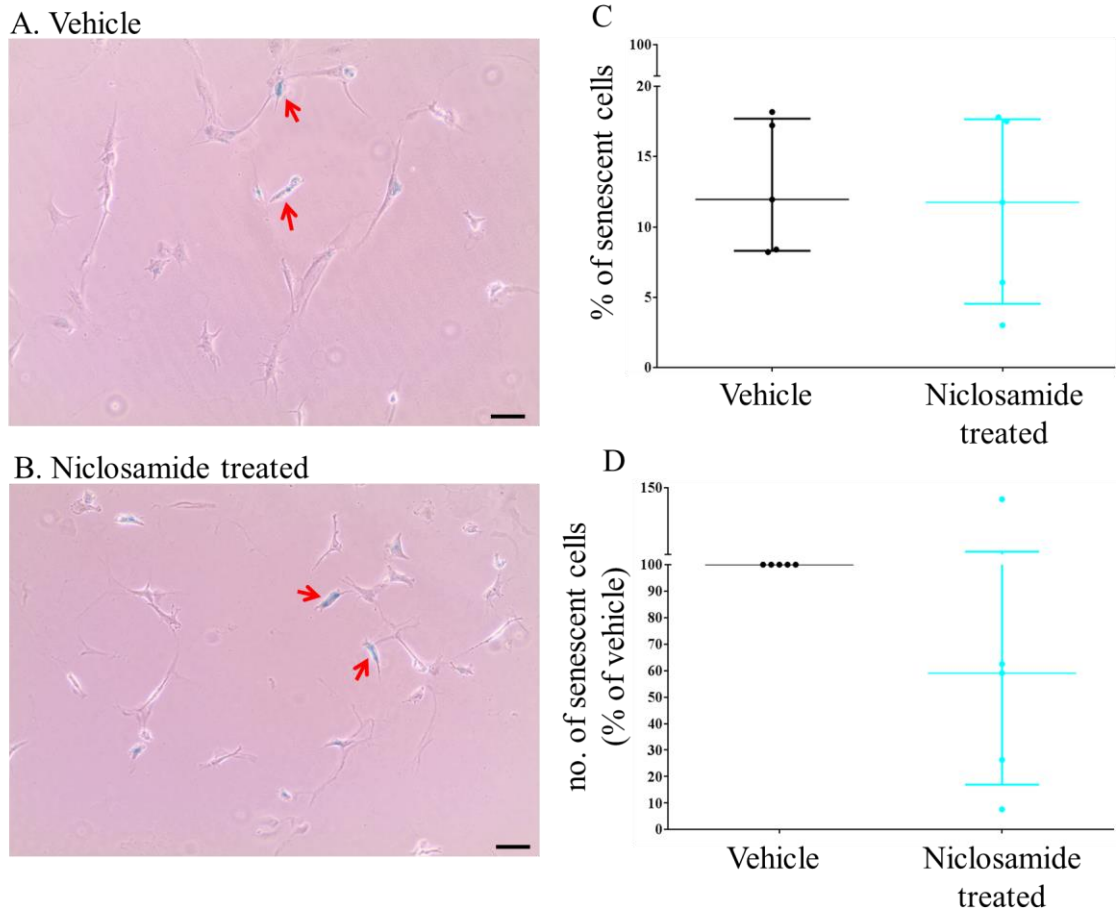 A. Vehicle
B. Niclosamide treated
C
% of senescent cells
100
20
15
10
5
0
Vehicle
Niclosamide
treated
D
no. of senescent cells
(% of vehicle)
150
100
90
80
70
60
50
40
30
20
10
0
Vehicle
Niclosamide
treated